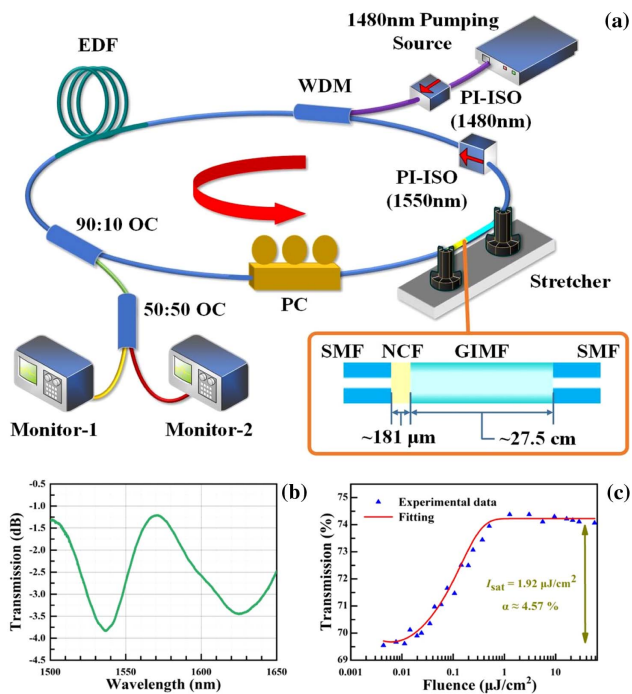 (a)
1480nm Pumping
Source
EDF
WDM
PI-ISO
(1480nm)
PI-ISO
(1550nm)
90:10 OC
50:50 OC
PC
Stretcher
Monitor-1
Monitor-2
SMF NCF GIMF SMF
~181 μm
~27.5 cm
(b)
Transmission (dB)
-0.5
-1.0
-1.5
-2.0
-2.5
-3.0
-3.5
-4.0
-4.5
1500 1550 1600 1650
Wavelength (nm)
(c)
Transmission (%)
75
74
73
72
71
70
69
Experimental data
Fitting
Isat = 1.92 μJ/cm²
α ≈ 4.57 %
1E-3 0.01 0.1 1 10
Fluence (μJ/cm²)